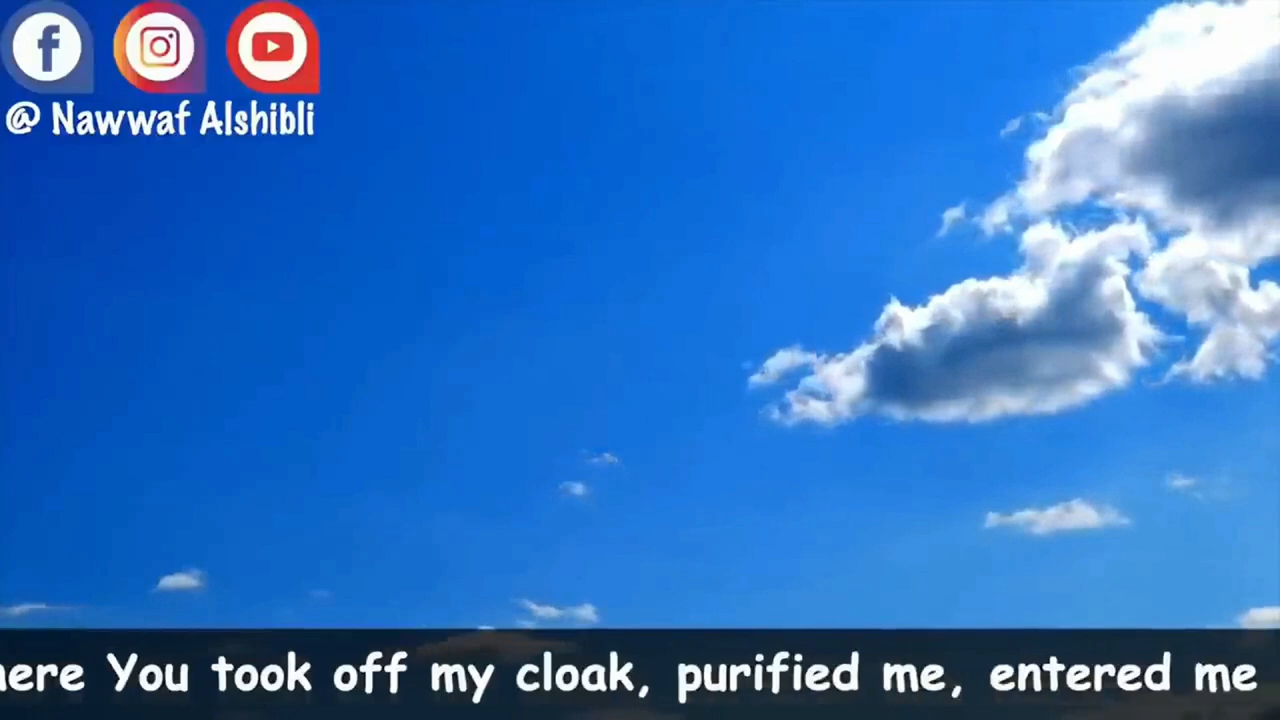 @ Nawwaf Alshibli
You took off my cloak, purified me, entered me